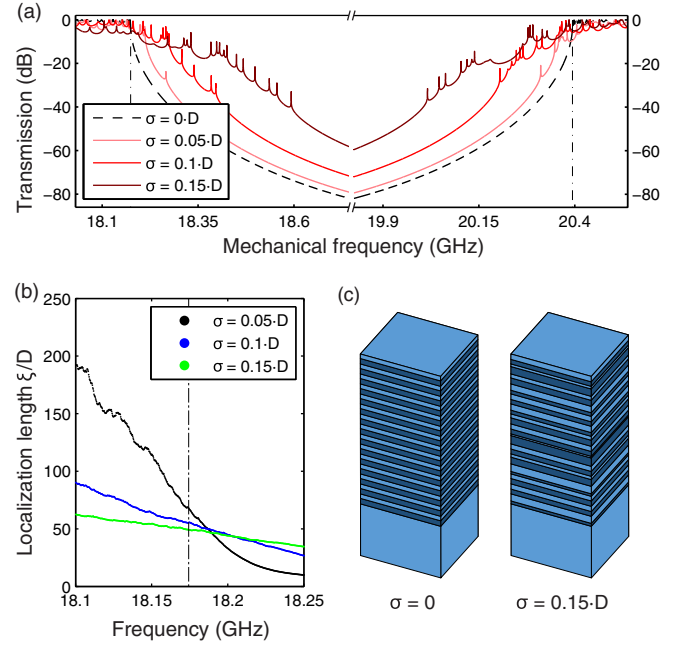 (a)
Transmission (dB)
0
−20
−40
−60
−80
0
−20
−40
−60
−80
σ = 0·D
σ = 0.05·D
σ = 0.1·D
σ = 0.15·D
18.1 18.35 18.6 19.9 20.15 20.4
Mechanical frequency (GHz)
(b)
Localization length ξ/D
250
200
150
100
50
0
σ = 0.05·D
σ = 0.1·D
σ = 0.15·D
18.1 18.15 18.2 18.25
Frequency (GHz)
(c)
σ = 0 σ = 0.15·D